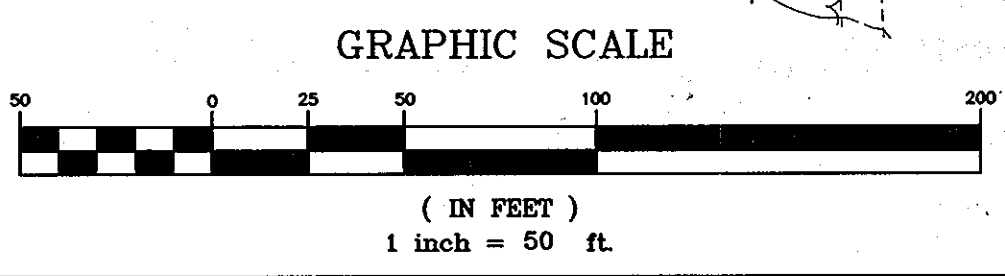 GRAPHIC SCALE
50 0 25 50 100 200
( IN FEET )
1 inch = 50 ft.